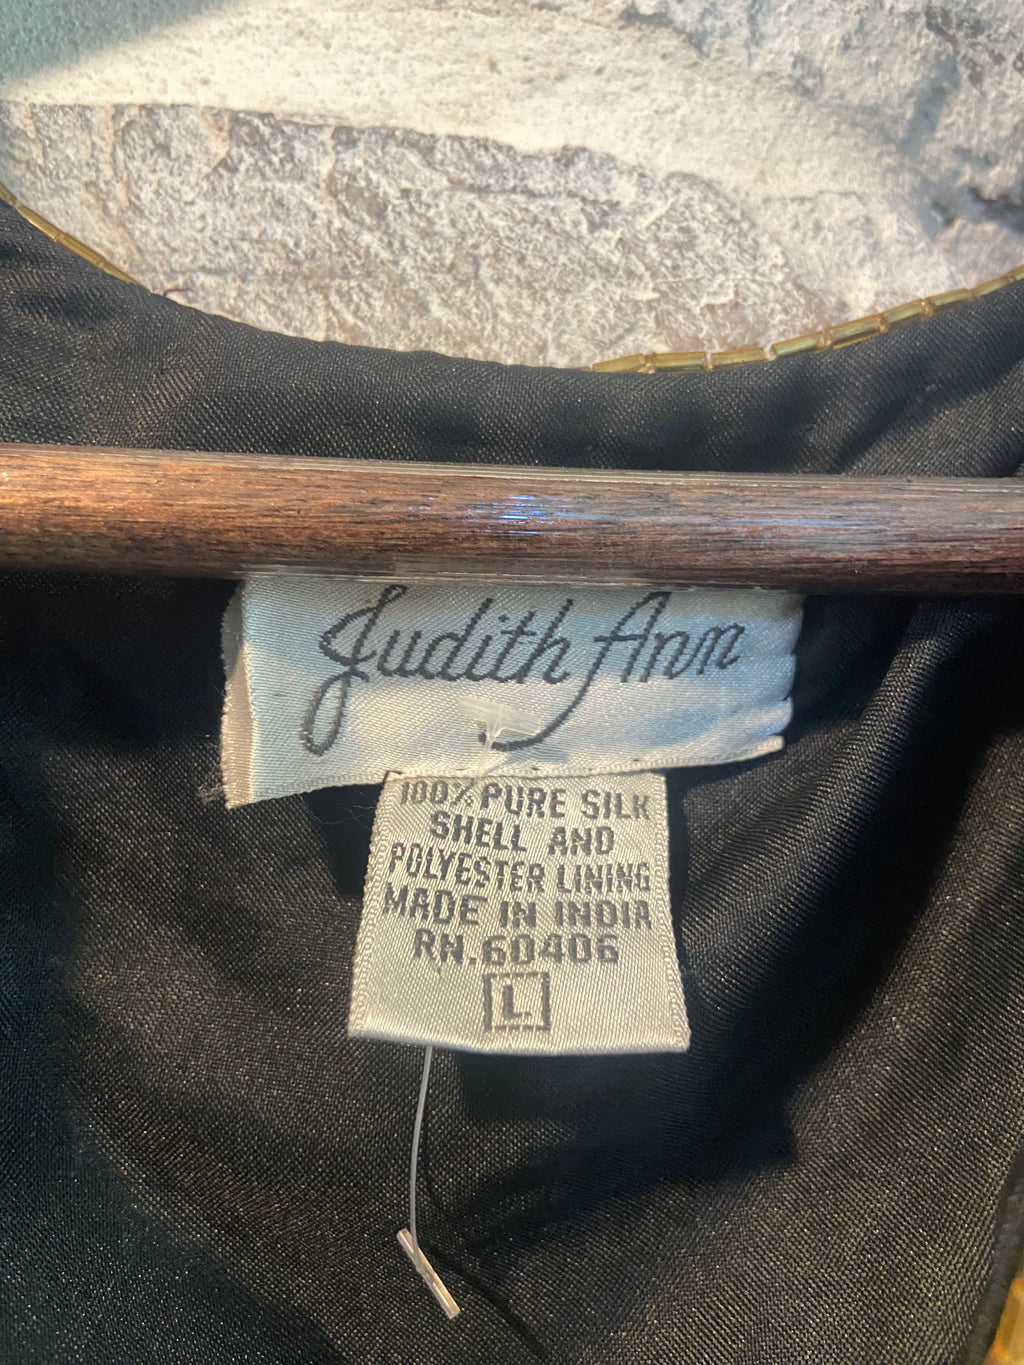 Judith Ann
100% PURE SILK
SHELL AND
POLYESTER LINING
MADE IN INDIA
RN.60406
L